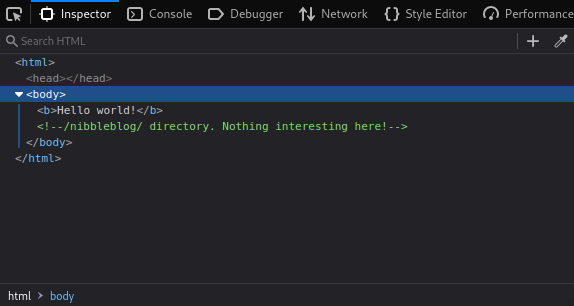 Inspector Console Debugger Network Style Editor Performance
Search HTML
<html>
<head></head>
<body>
<b>Hello world!</b>
<!--/nibbleblog/ directory. Nothing interesting here!-->
</body>
</html>
html > body